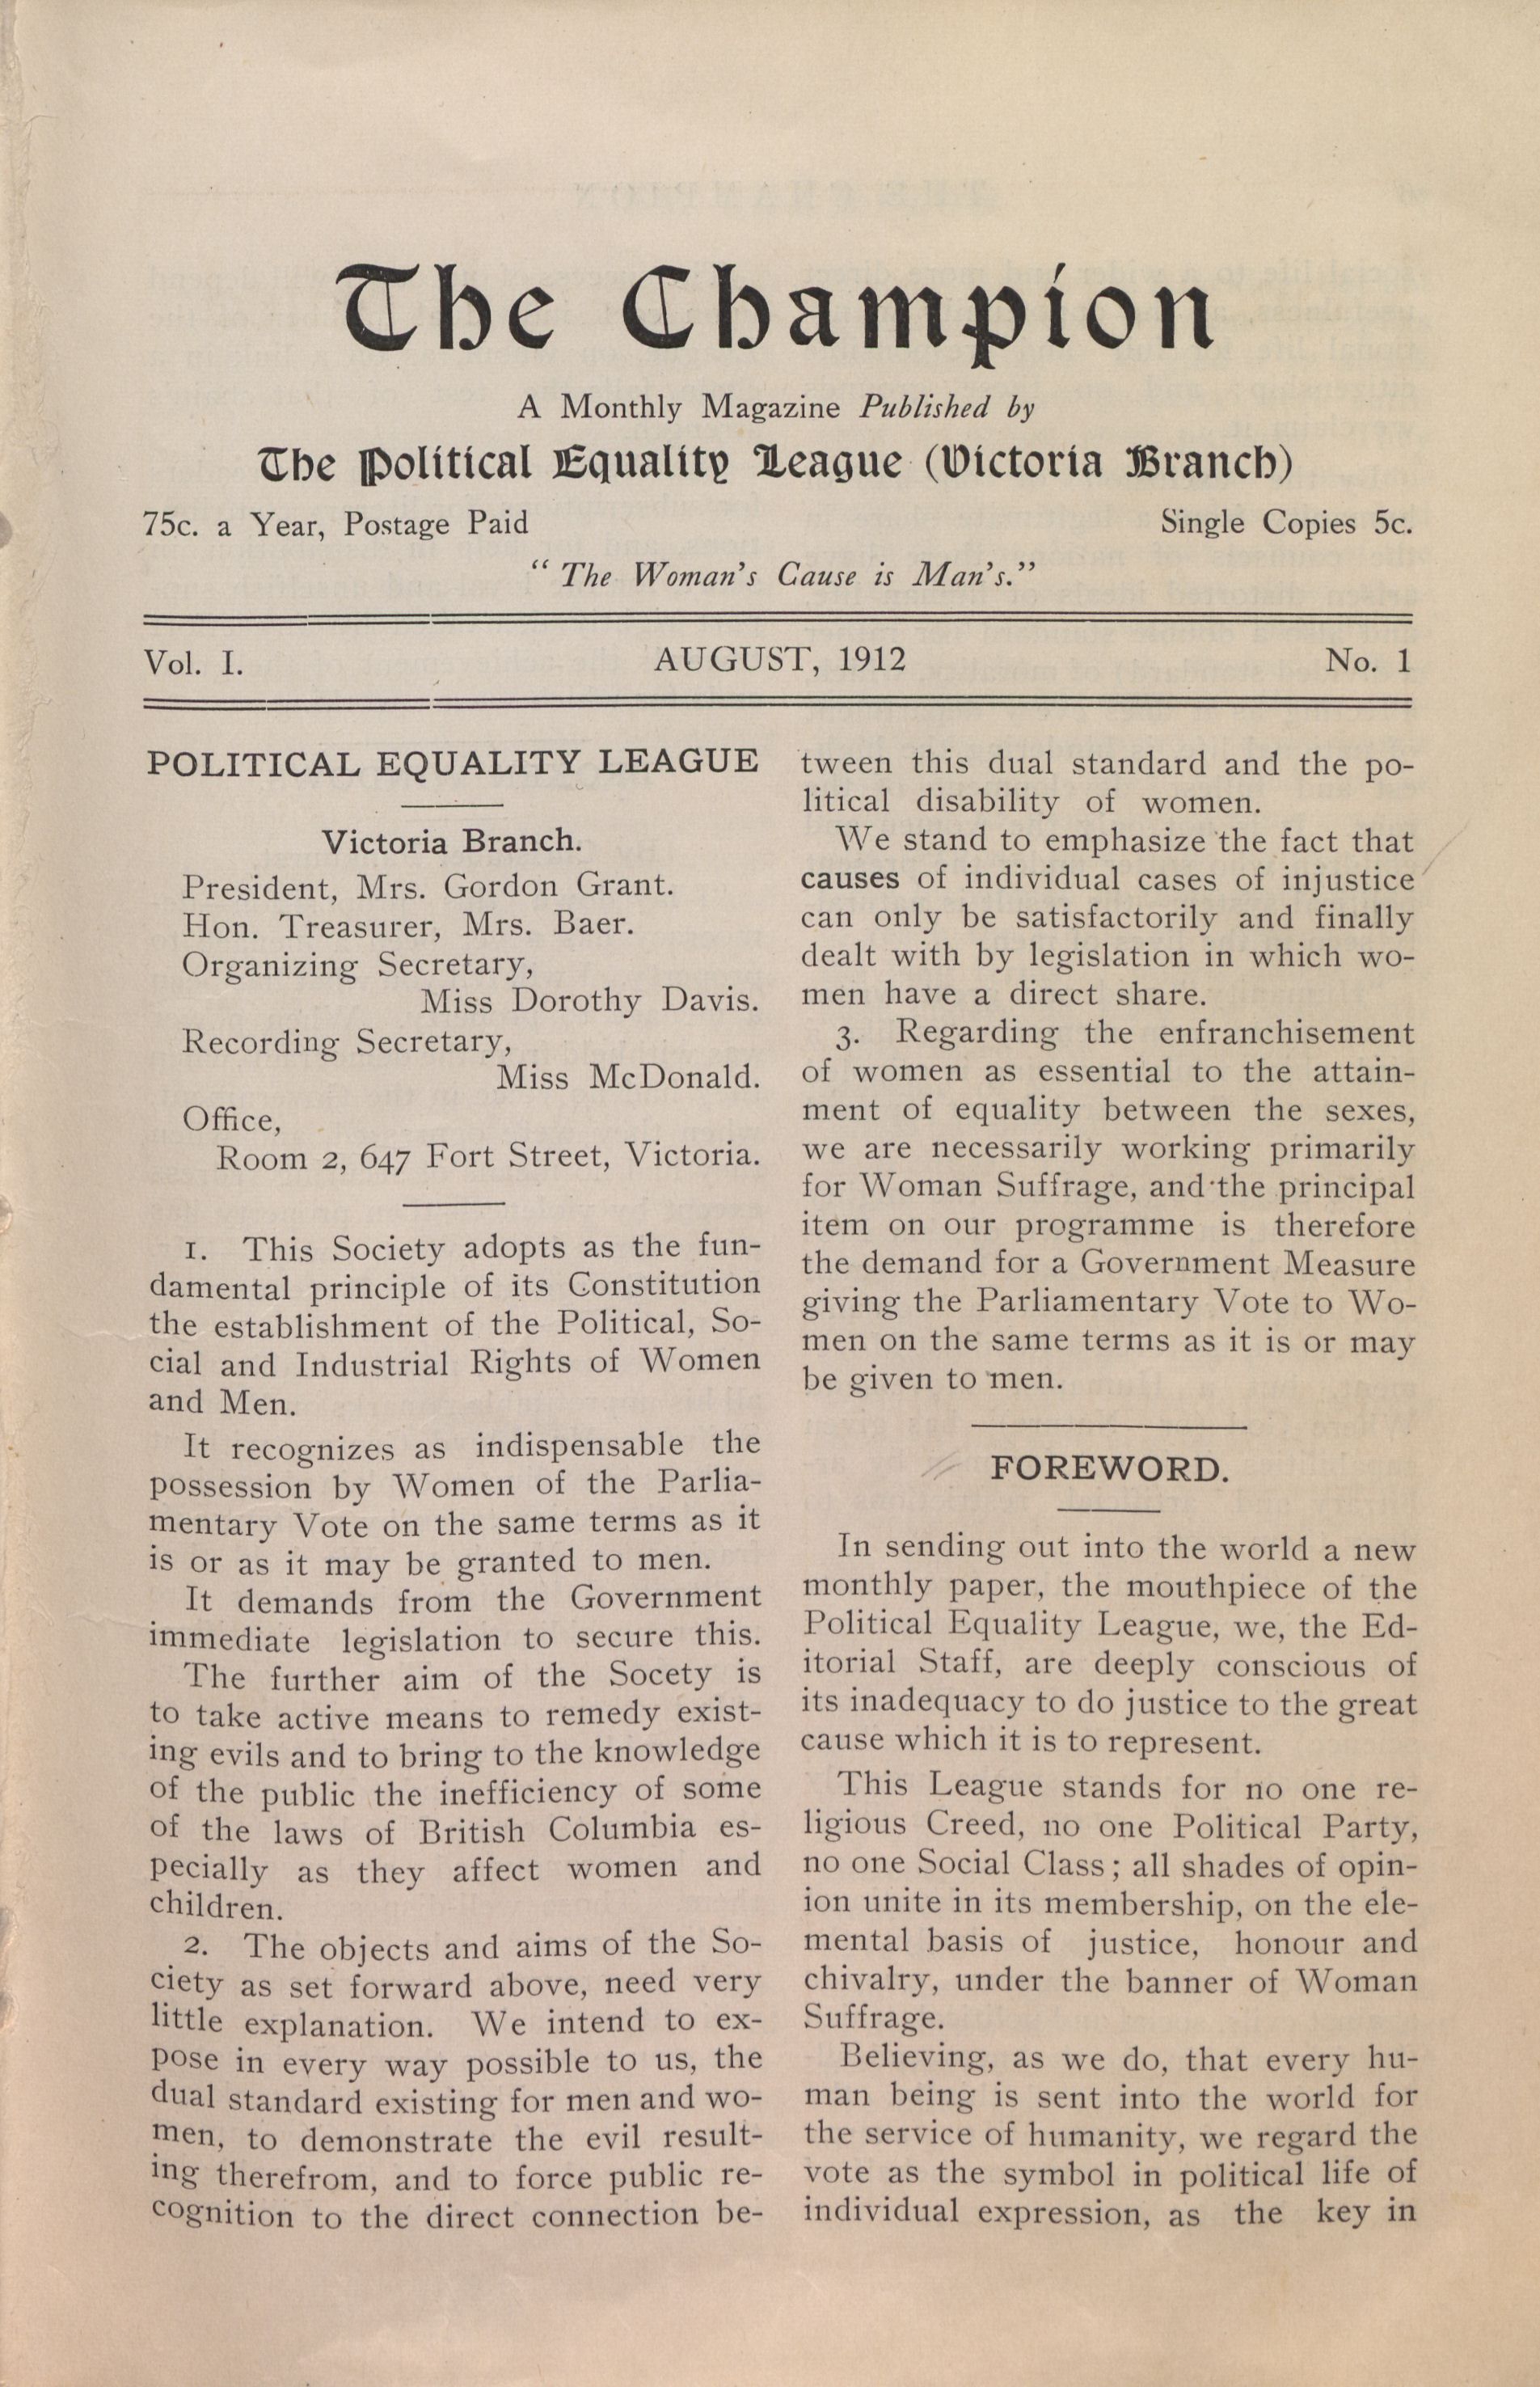 The Champion
A Monthly Magazine Published by
The Political Equality League (Victoria Branch)
75c. a Year, Postage Paid
Single Copies 5c.
"The Woman's Cause is Man's."
Vol. I.
AUGUST, 1912
No. 1
POLITICAL EQUALITY LEAGUE
Victoria Branch.
President, Mrs. Gordon Grant.
Hon. Treasurer, Mrs. Baer.
Organizing Secretary,
Miss Dorothy Davis.
Recording Secretary,
Miss McDonald.
Office,
Room 2, 647 Fort Street, Victoria.
1. This Society adopts as the fun-
damental principle of its Constitution
the establishment of the Political, So-
cial and Industrial Rights of Women
and Men.
It recognizes as indispensable the
possession by Women of the Parlia-
mentary Vote on the same terms as it
is or as it may be granted to men.
It demands from the Government
immediate legislation to secure this.
The further aim of the Socety is
to take active means to remedy exist-
ing evils and to bring to the knowledge
of the public the inefficiency of some
of the laws of British Columbia es-
pecially as they affect women and
children.
2. The objects and aims of the So-
ciety as set forward above, need very
little explanation. We intend to ex-
pose in every way possible to us, the
dual standard existing for men and wo-
men, to demonstrate the evil result-
ing therefrom, and to force public re-
cognition to the direct connection be-
tween this dual standard and the po-
litical disability of women.
We stand to emphasize the fact that
causes of individual cases of injustice
can only be satisfactorily and finally
dealt with by legislation in which wo-
men have a direct share.
3. Regarding the enfranchisement
of women as essential to the attain-
ment of equality between the sexes,
we are necessarily working primarily
for Woman Suffrage, and the principal
item on our programme is therefore
the demand for a Government Measure
giving the Parliamentary Vote to Wo-
men on the same terms as it is or may
be given to men.
FOREWORD.
In sending out into the world a new
monthly paper, the mouthpiece of the
Political Equality League, we, the Ed-
itorial Staff, are deeply conscious of
its inadequacy to do justice to the great
cause which it is to represent.
This League stands for no one re-
ligious Creed, no one Political Party,
no one Social Class; all shades of opin-
ion unite in its membership, on the ele-
mental basis of justice, honour and
chivalry, under the banner of Woman
Suffrage.
Believing, as we do, that every hu-
man being is sent into the world for
the service of humanity, we regard the
vote as the symbol in political life of
individual expression, as the key in